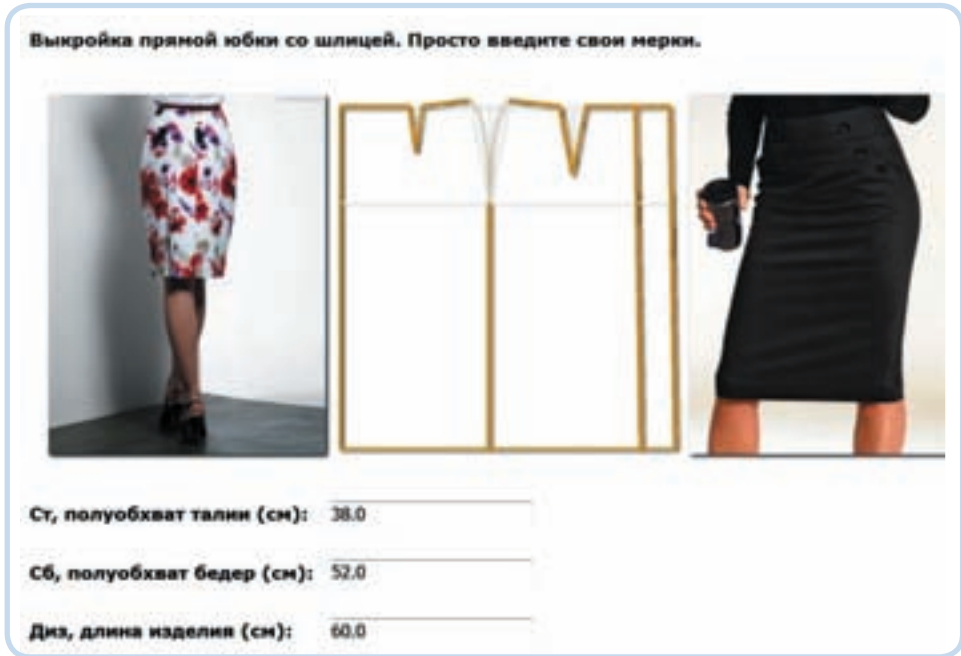 Выкройка прямой юбки со шлицей. Просто введите свои мерки.
Ст, полуобхват талии (см): 38.0
Сб, полуобхват бедер (см): 52.0
Диз, длина изделия (см): 60.0